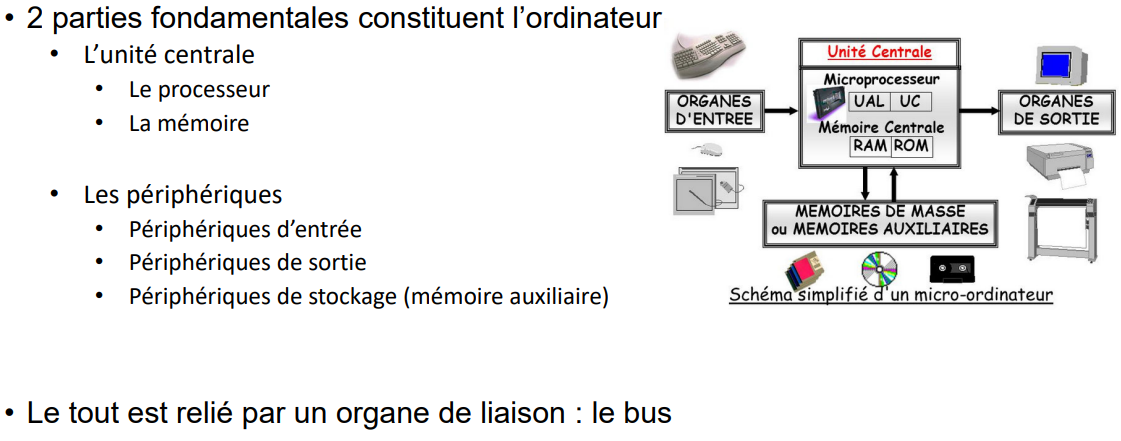 • 2 parties fondamentales constituent l’ordinateur
• L’unité centrale
• Le processeur
• La mémoire
• Les périphériques
• Périphériques d’entrée
• Périphériques de sortie
• Périphériques de stockage (mémoire auxiliaire)
Unité Centrale
Microprocesseur
UAL UC
Mémoire Centrale
RAM ROM
ORGANES
D'ENTREE
ORGANES
DE SORTIE
MEMOIRES DE MASSE
ou MEMOIRES AUXILIAIRES
Schéma simplifié d'un micro-ordinateur
• Le tout est relié par un organe de liaison : le bus